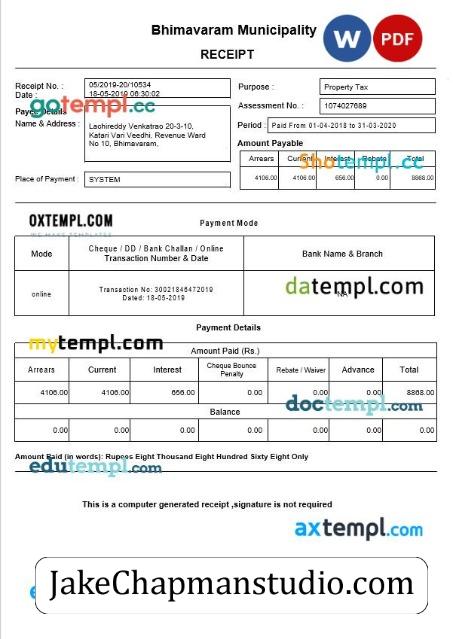 Bhimavaram Municipality
RECEIPT
W
PDF
Receipt No. : 05/2019-20/10534
Date : 18-05-2019 06:30:02
Purpose : Property Tax
gotempl.cc
Assessment No. : 1074027689
Payee Details
Name & Address : Laohireddy Venkatrao 20-3-10,
Katari Van Veedhi, Revenue Ward
No 10, Bhimavaram,
Period : Paid From 01-04-2018 to 31-03-2020
Amount Payable
Shotempl.cc
Arrears Current Interest Rebate Total
4106.00 4106.00 656.00 0.00 8868.00
Place of Payment : SYSTEM
OXTEMPL.COM
WE MAKE TEMPLATES
Payment Mode
Mode Cheque / DD / Bank Challan / Online
Transaction Number & Date Bank Name & Branch
online Transaction No: 30021846472019
Dated: 18-05-2019 NA
datempl.com
Payment Details
mytempl.com
Amount Paid (Rs.)
Arrears Current Interest Cheque Bounce
Penalty Rebate / Waiver Advance Total
4106.00 4106.00 656.00 0.00 0.00 0.00 8868.00
doctempl.com
Balance
0.00 0.00 0.00 0.00 0.00 0.00 0.00
Amount Paid (in words): Rupees Eight Thousand Eight Hundred Sixty Eight Only
edutempl.com
This is a computer generated receipt ,signature is not required
axtempl.com
JakeChapmanstudio.com